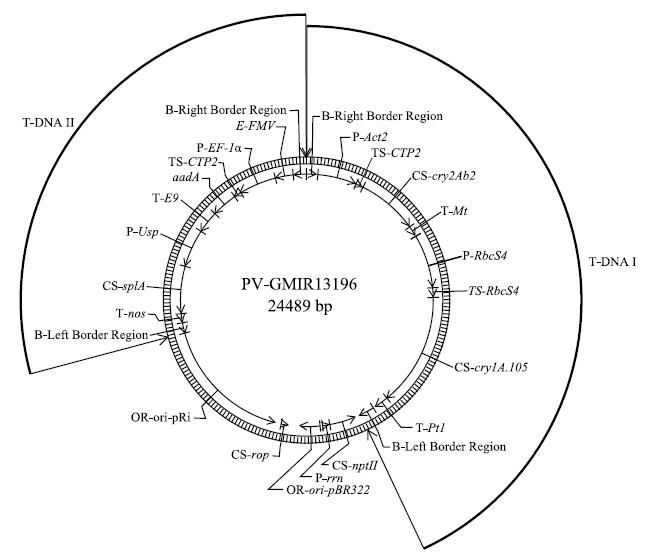 T-DNA II
B-Right Border Region
E-FMV
P-EF-1α
TS-CTP2
aadA
T-E9
P-Usp
CS-splA
T-nos
B-Left Border Region
OR-ori-pRi
CS-rop
OR-ori-pBR322
P-rrn
CS-nptII
B-Left Border Region
T-Pt1
CS-cry1A.105
TS-RbcS4
P-RbcS4
T-Mt
CS-cry2Ab2
TS-CTP2
P-Act2
B-Right Border Region
T-DNA I
PV-GMIR13196
24489 bp